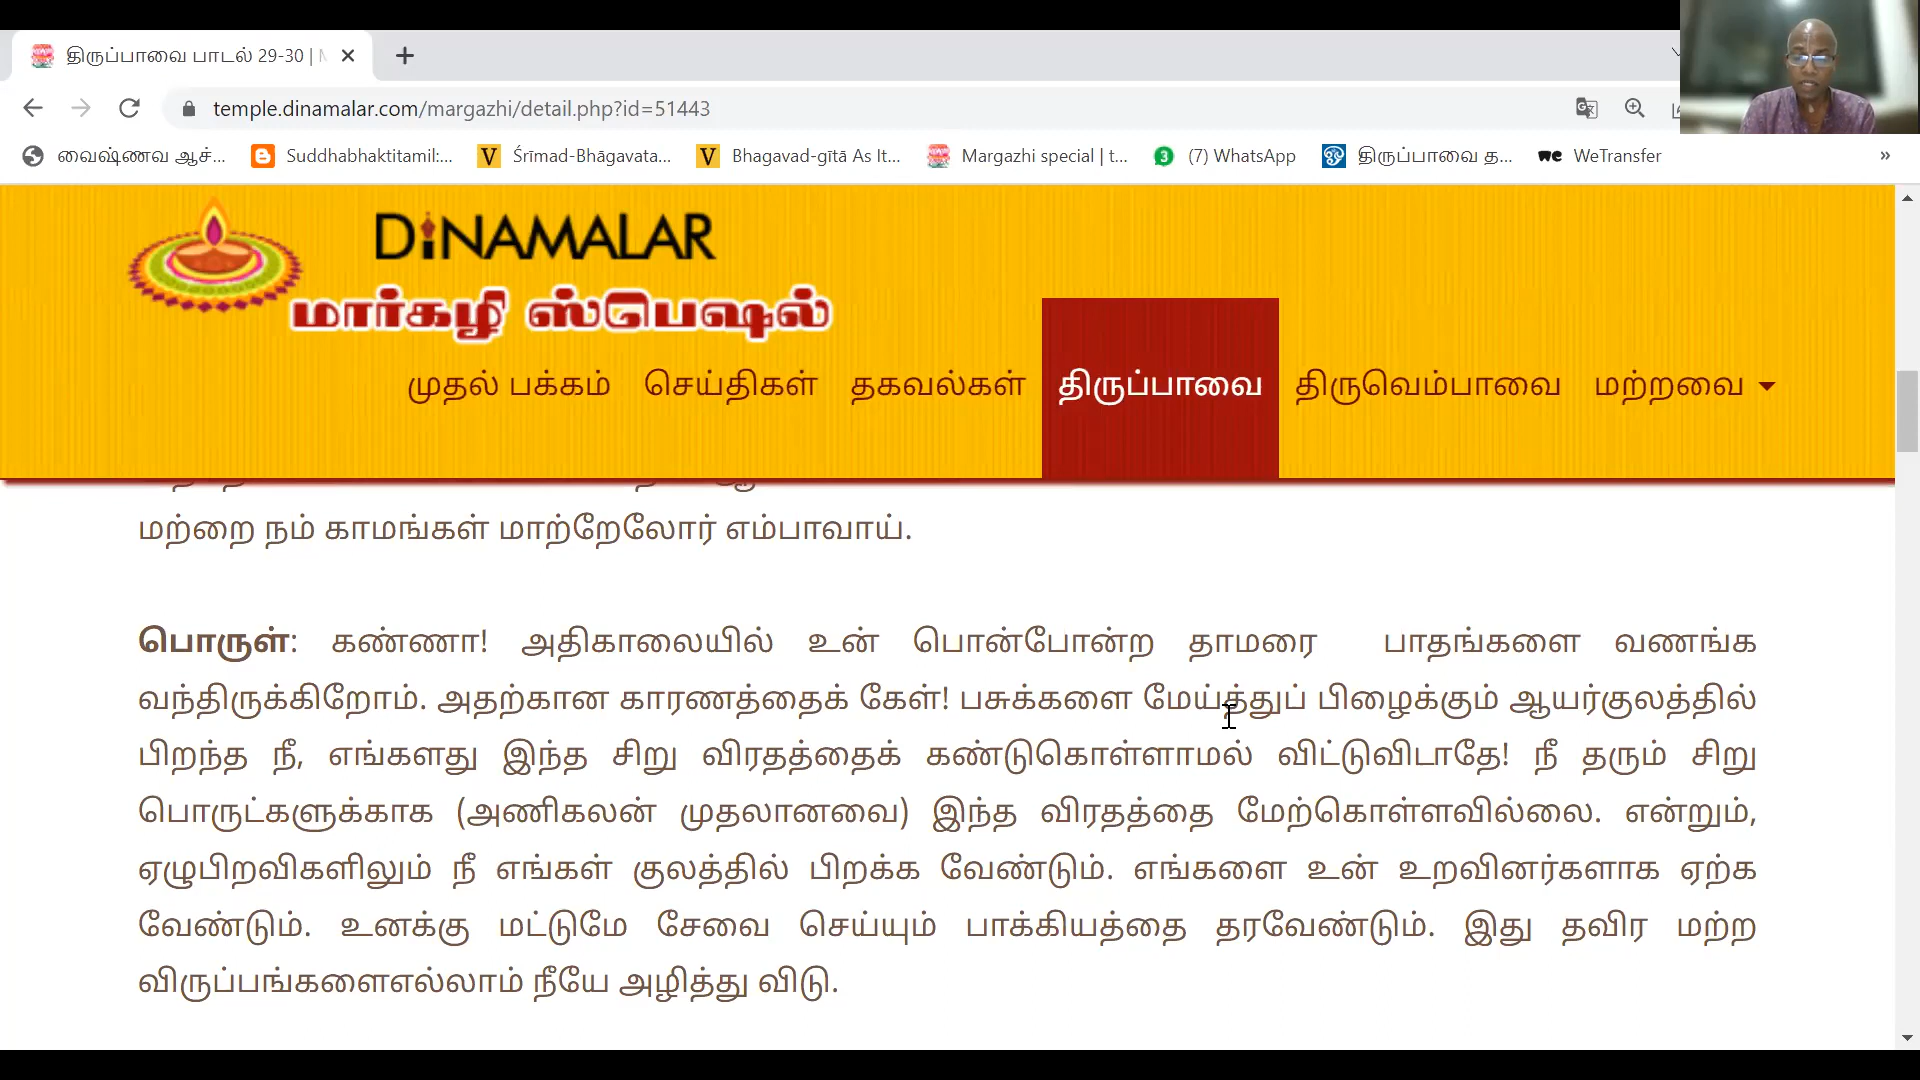 திருப்பாவை பாடல் 29-30 |
temple.dinamalar.com/margazhi/detail.php?id=51443
வைஷ்ணவ ஆச்... Suddhabhaktitamil:... Śrīmad-Bhāgavata... Bhagavad-gītā As It... Margazhi special | t... (7) WhatsApp திருப்பாவை த... WeTransfer »
DINAMALAR
மார்கழி ஸ்பெஷல்
முதல் பக்கம் செய்திகள் தகவல்கள் திருப்பாவை திருவெம்பாவை மற்றவை
மற்றை நம் காமங்கள் மாற்றேலோர் எம்பாவாய்.
பொருள்: கண்ணா! அதிகாலையில் உன் பொன்போன்ற தாமரை பாதங்களை வணங்க
வந்திருக்கிறோம். அதற்கான காரணத்தைக் கேள்! பசுக்களை மேய்த்துப் பிழைக்கும் ஆயர்குலத்தில்
பிறந்த நீ, எங்களது இந்த சிறு விரதத்தைக் கண்டுகொள்ளாமல் விட்டுவிடாதே! நீ தரும் சிறு
பொருட்களுக்காக (அணிகலன் முதலானவை) இந்த விரதத்தை மேற்கொள்ளவில்லை. என்றும்,
ஏழுபிறவிகளிலும் நீ எங்கள் குலத்தில் பிறக்க வேண்டும். எங்களை உன் உறவினர்களாக ஏற்க
வேண்டும். உனக்கு மட்டுமே சேவை செய்யும் பாக்கியத்தை தரவேண்டும். இது தவிர மற்ற
விருப்பங்களைஎல்லாம் நீயே அழித்து விடு.